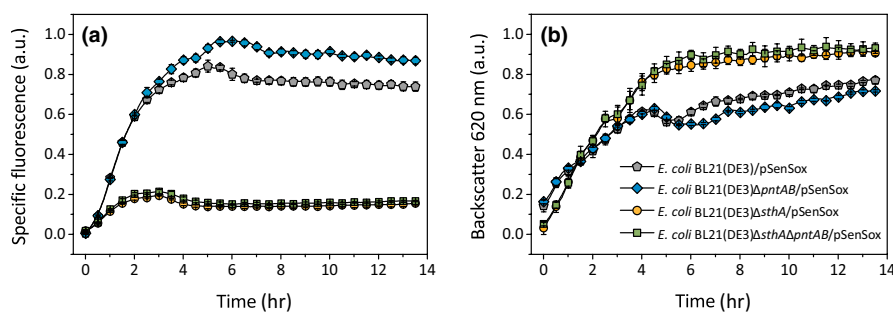 (a)
Specific fluorescence (a.u.)
1.0
0.8
0.6
0.4
0.2
0.0
0 2 4 6 8 10 12 14
Time (hr)
(b)
Backscatter 620 nm (a.u.)
1.0
0.8
0.6
0.4
0.2
0.0
E. coli BL21(DE3)/pSenSox
E. coli BL21(DE3)ΔpntAB/pSenSox
E. coli BL21(DE3)ΔsthA/pSenSox
E. coli BL21(DE3)ΔsthAΔpntAB/pSenSox
0 2 4 6 8 10 12 14
Time (hr)